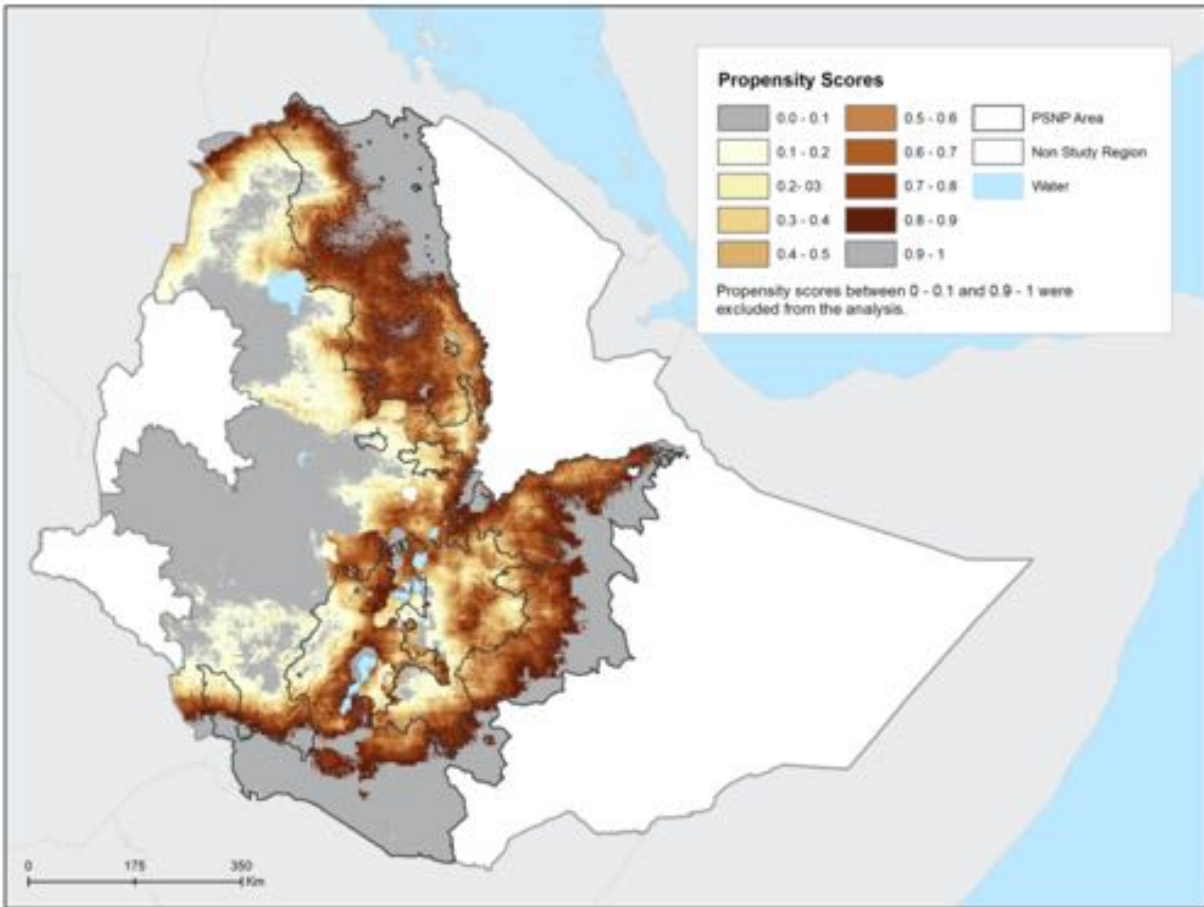 Propensity Scores
0.0 - 0.1
0.1 - 0.2
0.2- 03
0.3 - 0.4
0.4 - 0.5
0.5 - 0.6
0.6 - 0.7
0.7 - 0.8
0.8 - 0.9
0.9 - 1
PSNP Area
Non Study Region
Water
Propensity scores between 0 - 0.1 and 0.9 - 1 were
excluded from the analysis.
0 175 350
Km